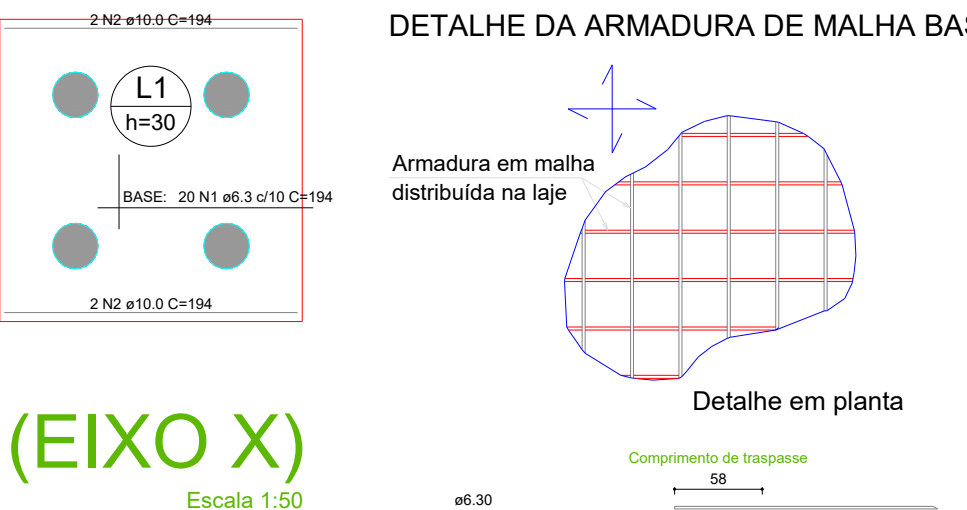 2 N2 ø10.0 C=194
L1
h=30
BASE: 20 N1 ø6.3 c/10 C=194
2 N2 ø10.0 C=194
(EIXO X)
Escala 1:50
DETALHE DA ARMADURA DE MALHA BAS
Armadura em malha
distribuída na laje
Detalhe em planta
Comprimento de traspasse
58
ø6.30